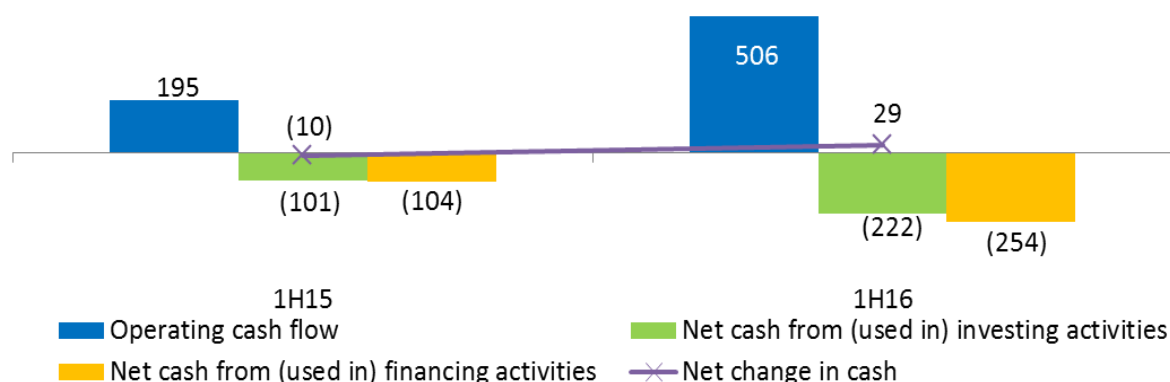 506
195
29
(10)
(101)
(104)
(222)
(254)
1H15
1H16
Operating cash flow
Net cash from (used in) investing activities
Net cash from (used in) financing activities
Net change in cash